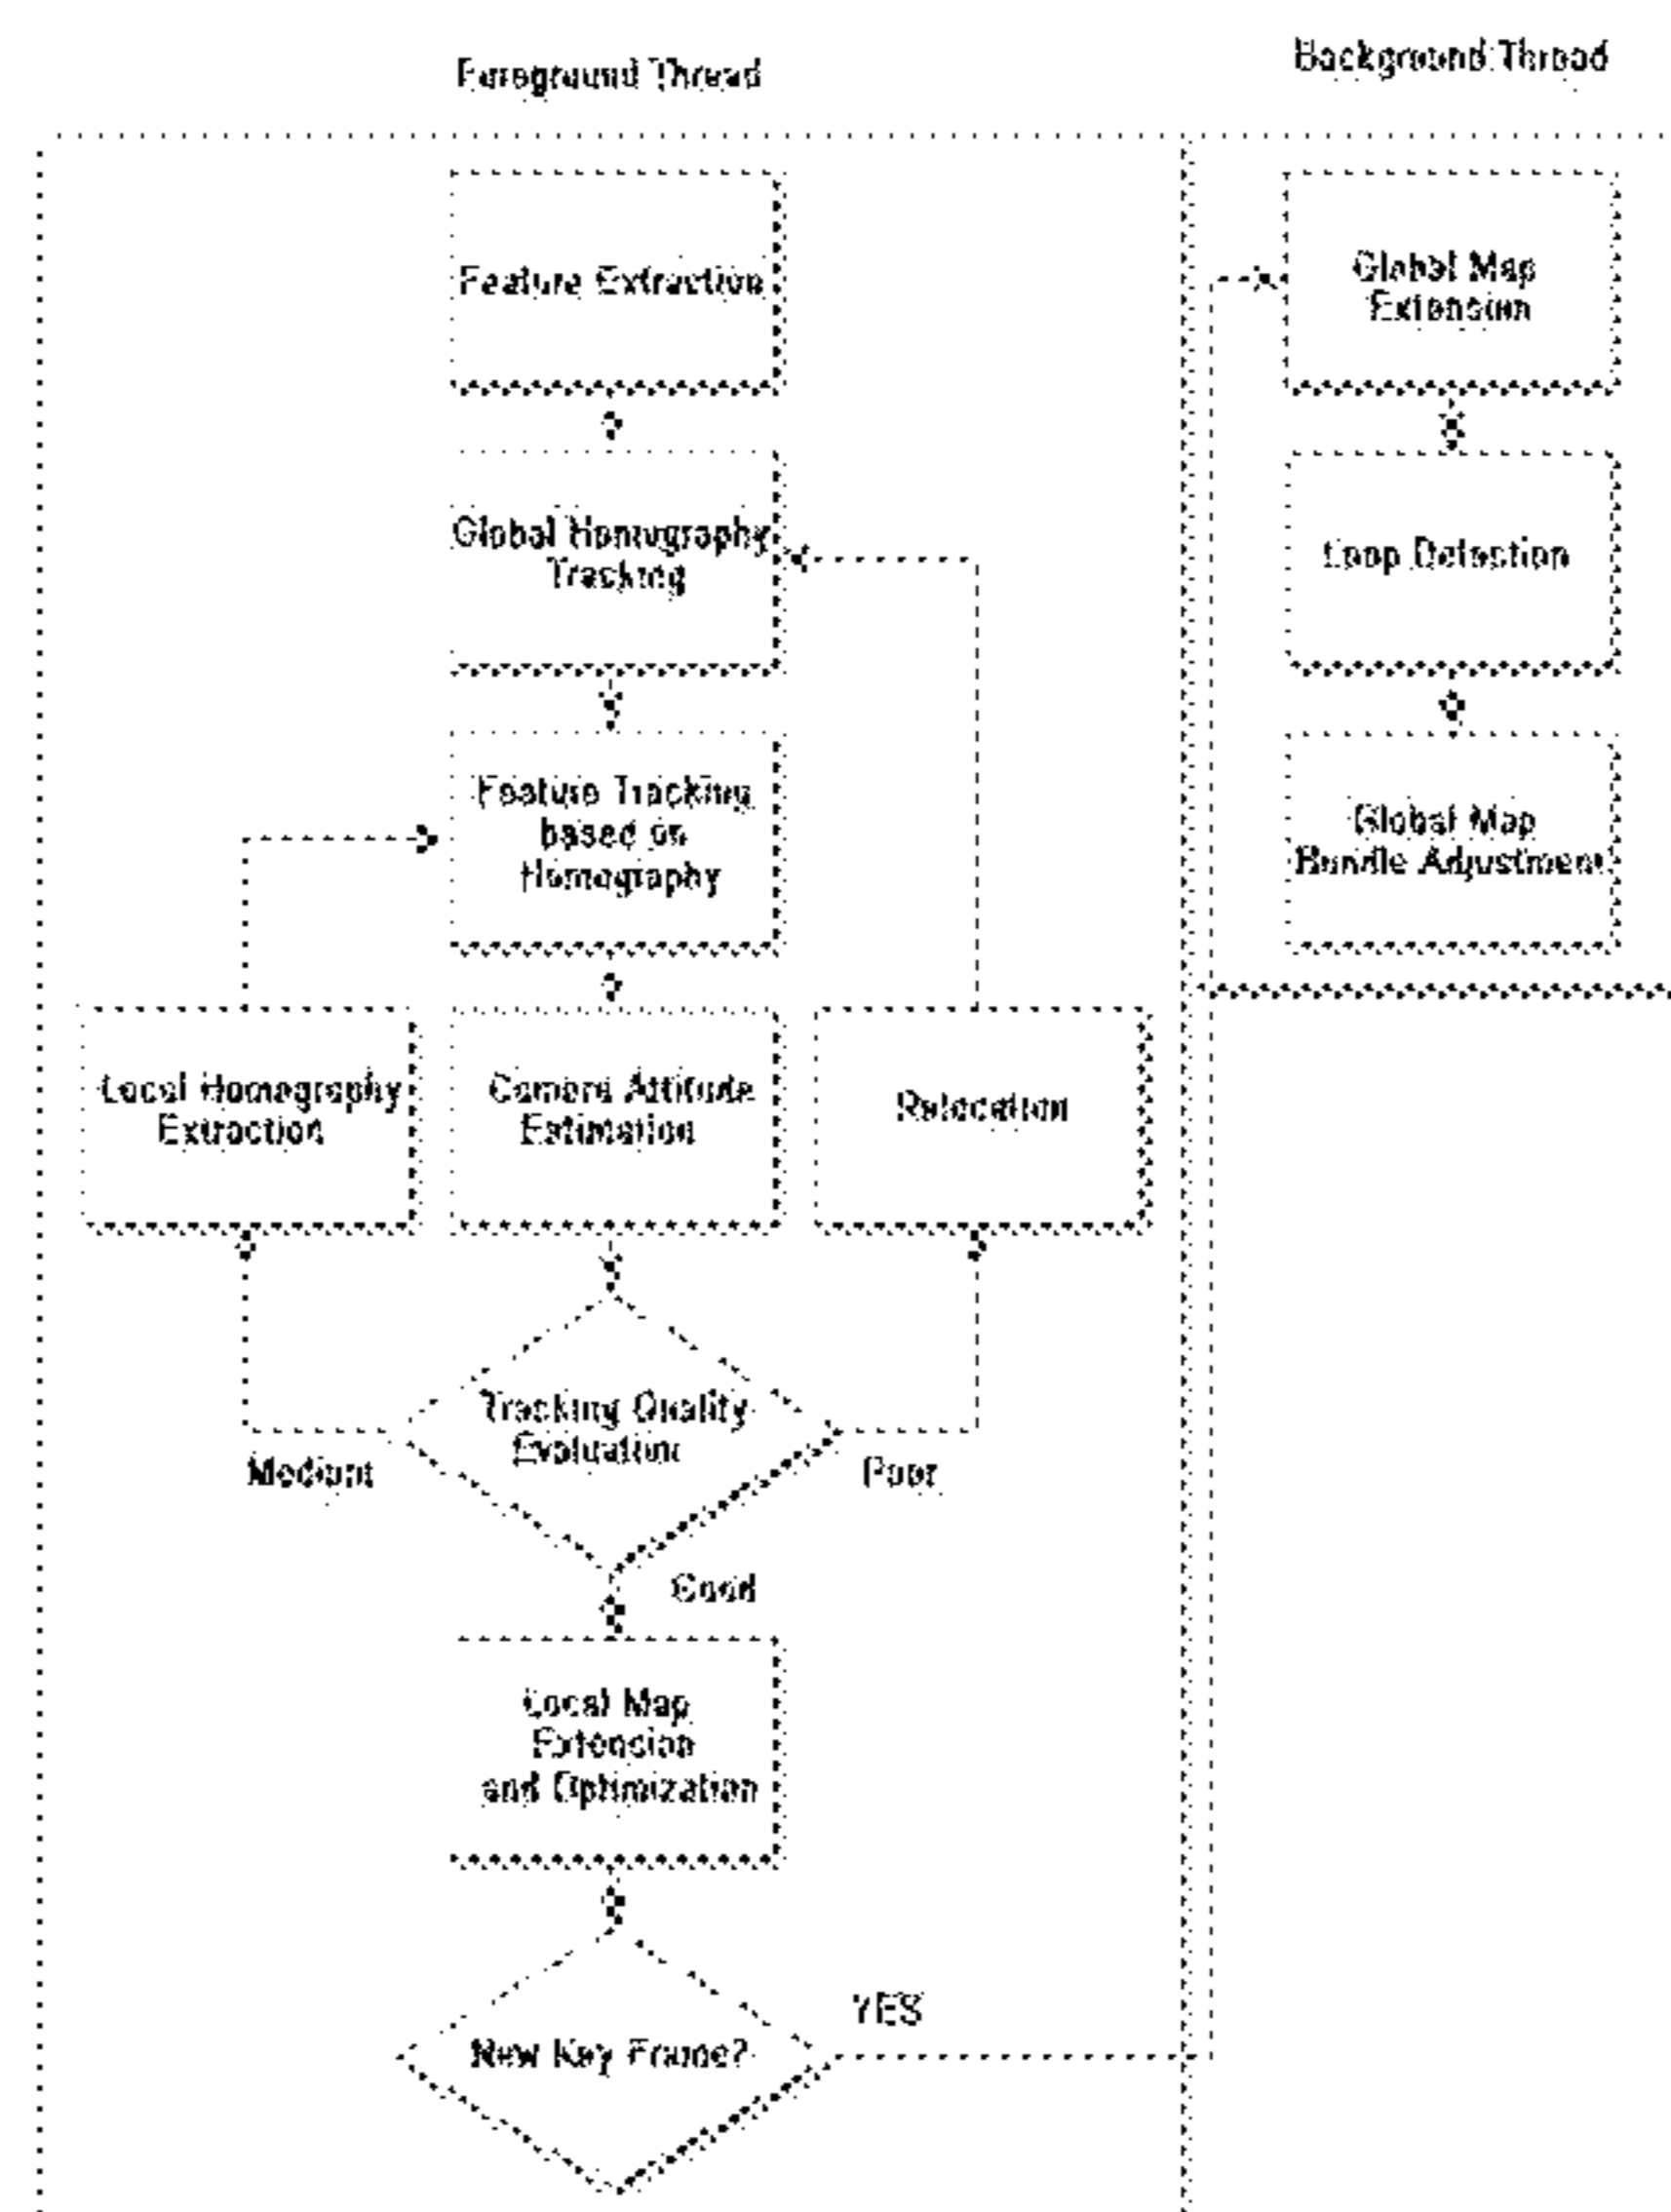 Foreground Thread
Background Thread
Feature Extraction
Global Homography
Tracking
Feature Tracking
based on
Homography
Local Homography
Extraction
Camera Attitude
Estimation
Relocation
Tracking Quality
Evaluation
Medium
Poor
Good
Local Map
Extension
and Optimization
New Key Frame?
YES
Global Map
Extension
Loop Detection
Global Map
Bundle Adjustment